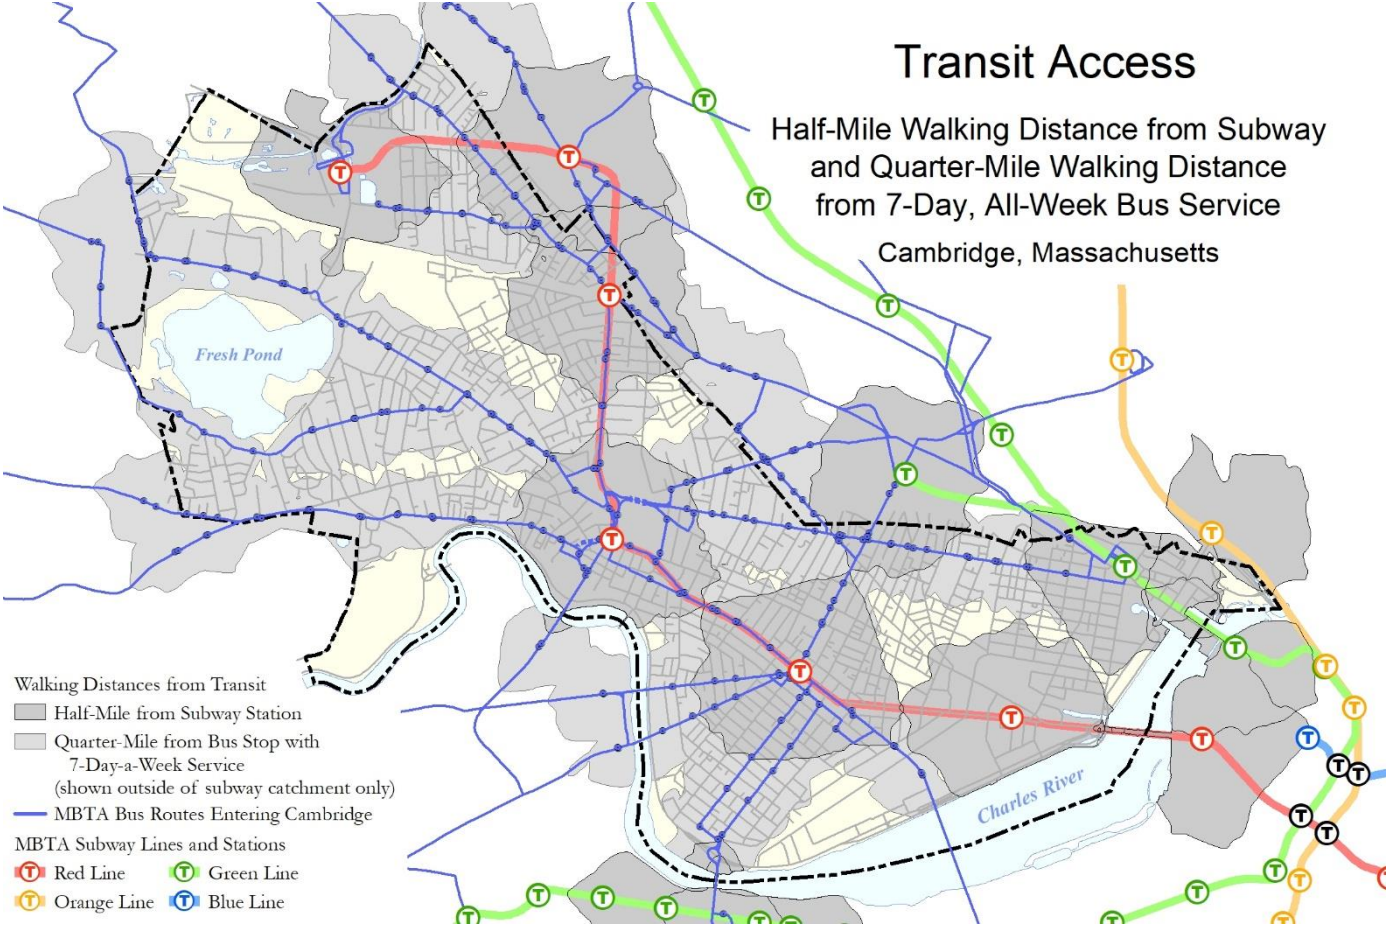 Transit Access
Half-Mile Walking Distance from Subway
and Quarter-Mile Walking Distance
from 7-Day, All-Week Bus Service
Cambridge, Massachusetts
Fresh Pond
Charles River
Walking Distances from Transit
Half-Mile from Subway Station
Quarter-Mile from Bus Stop with
7-Day-a-Week Service
(shown outside of subway catchment only)
MBTA Bus Routes Entering Cambridge
MBTA Subway Lines and Stations
T Red Line
T Green Line
T Orange Line
T Blue Line